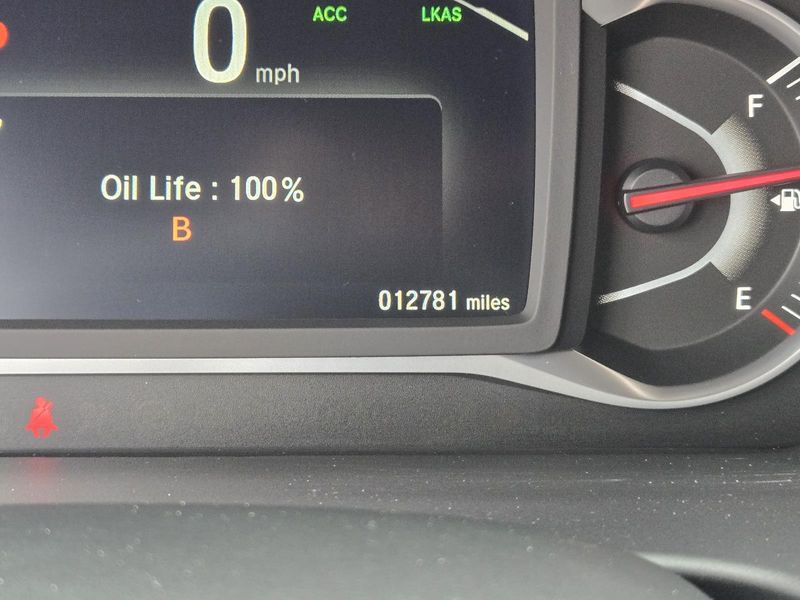 ACC LKAS
0 mph
F
Oil Life : 100%
B
E
012781 miles